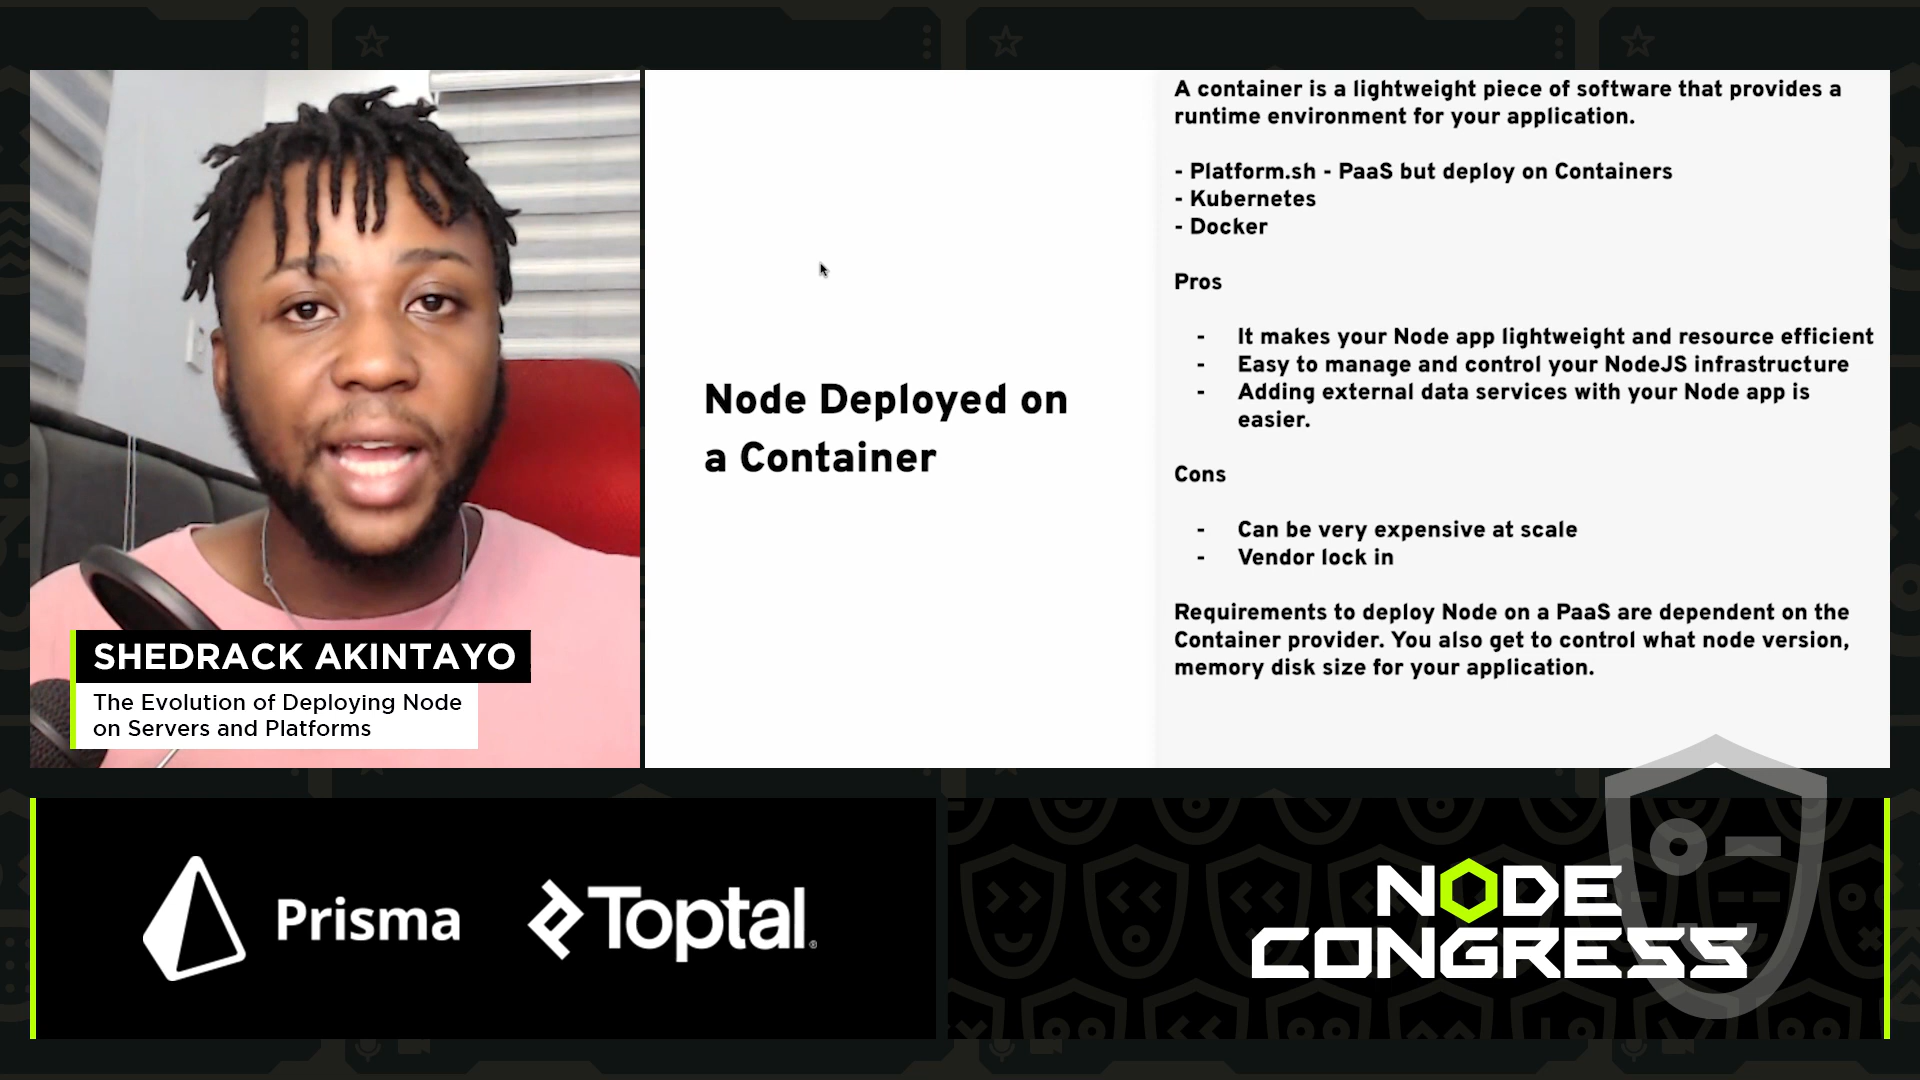 A container is a lightweight piece of software that provides a
runtime environment for your application.
- Platform.sh - PaaS but deploy on Containers
- Kubernetes
- Docker
Pros
- It makes your Node app lightweight and resource efficient
- Easy to manage and control your NodeJS infrastructure
- Adding external data services with your Node app is
easier.
Cons
- Can be very expensive at scale
- Vendor lock in
Requirements to deploy Node on a PaaS are dependent on the
Container provider. You also get to control what node version,
memory disk size for your application.
Node Deployed on
a Container
SHEDRACK AKINTAYO
The Evolution of Deploying Node
on Servers and Platforms
Prisma
Toptal®
NODE
CONGRESS